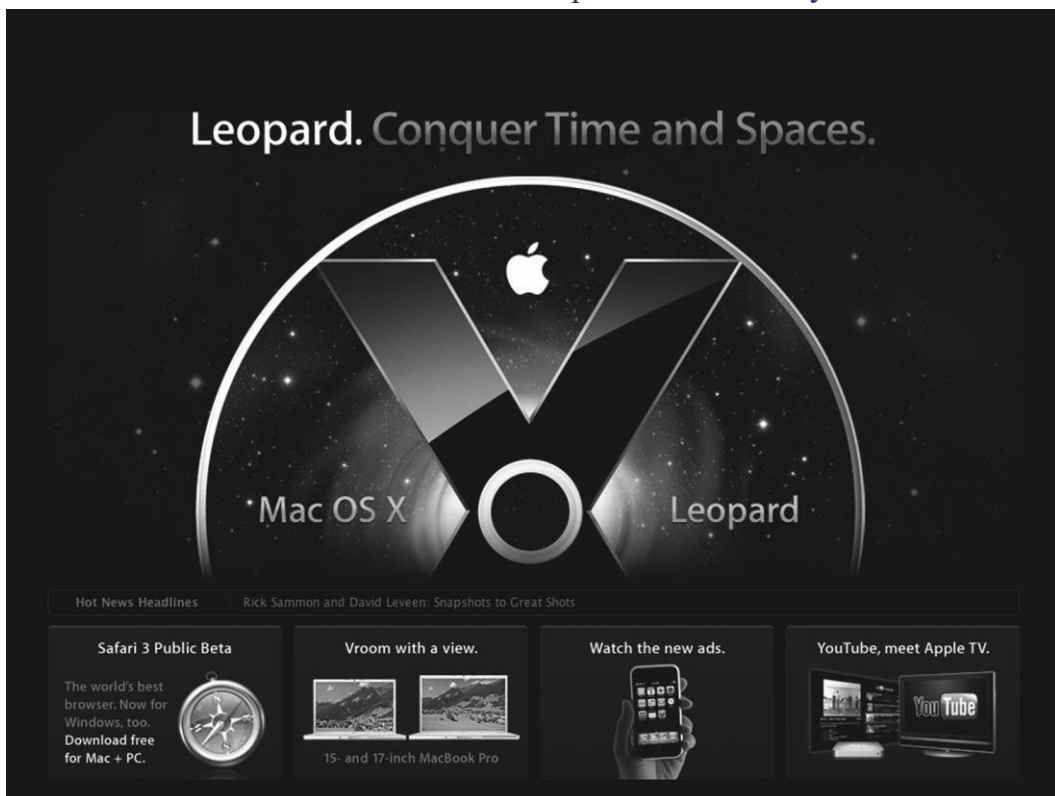 Leopard. Conquer Time and Spaces.
Mac OS X
Leopard
Hot News Headlines
Rick Sammon and David Leveen: Snapshots to Great Shots
Safari 3 Public Beta
The world's best
browser. Now for
Windows, too.
Download free
for Mac + PC.
Vroom with a view.
15- and 17-inch MacBook Pro
Watch the new ads.
YouTube, meet Apple TV.
You Tube